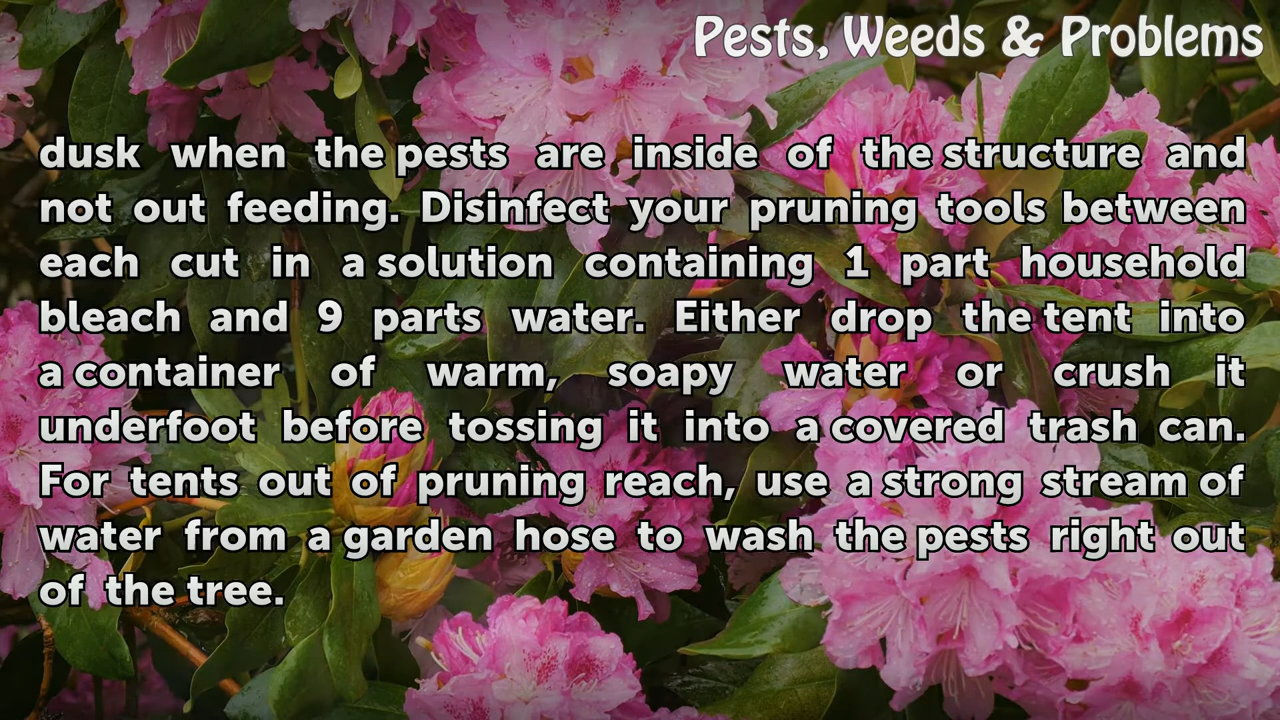 Pests, Weeds & Problems
dusk when the pests are inside of the structure and
not out feeding. Disinfect your pruning tools between
each cut in a solution containing 1 part household
bleach and 9 parts water. Either drop the tent into
a container of warm, soapy water or crush it
underfoot before tossing it into a covered trash can.
For tents out of pruning reach, use a strong stream of
water from a garden hose to wash the pests right out
of the tree.